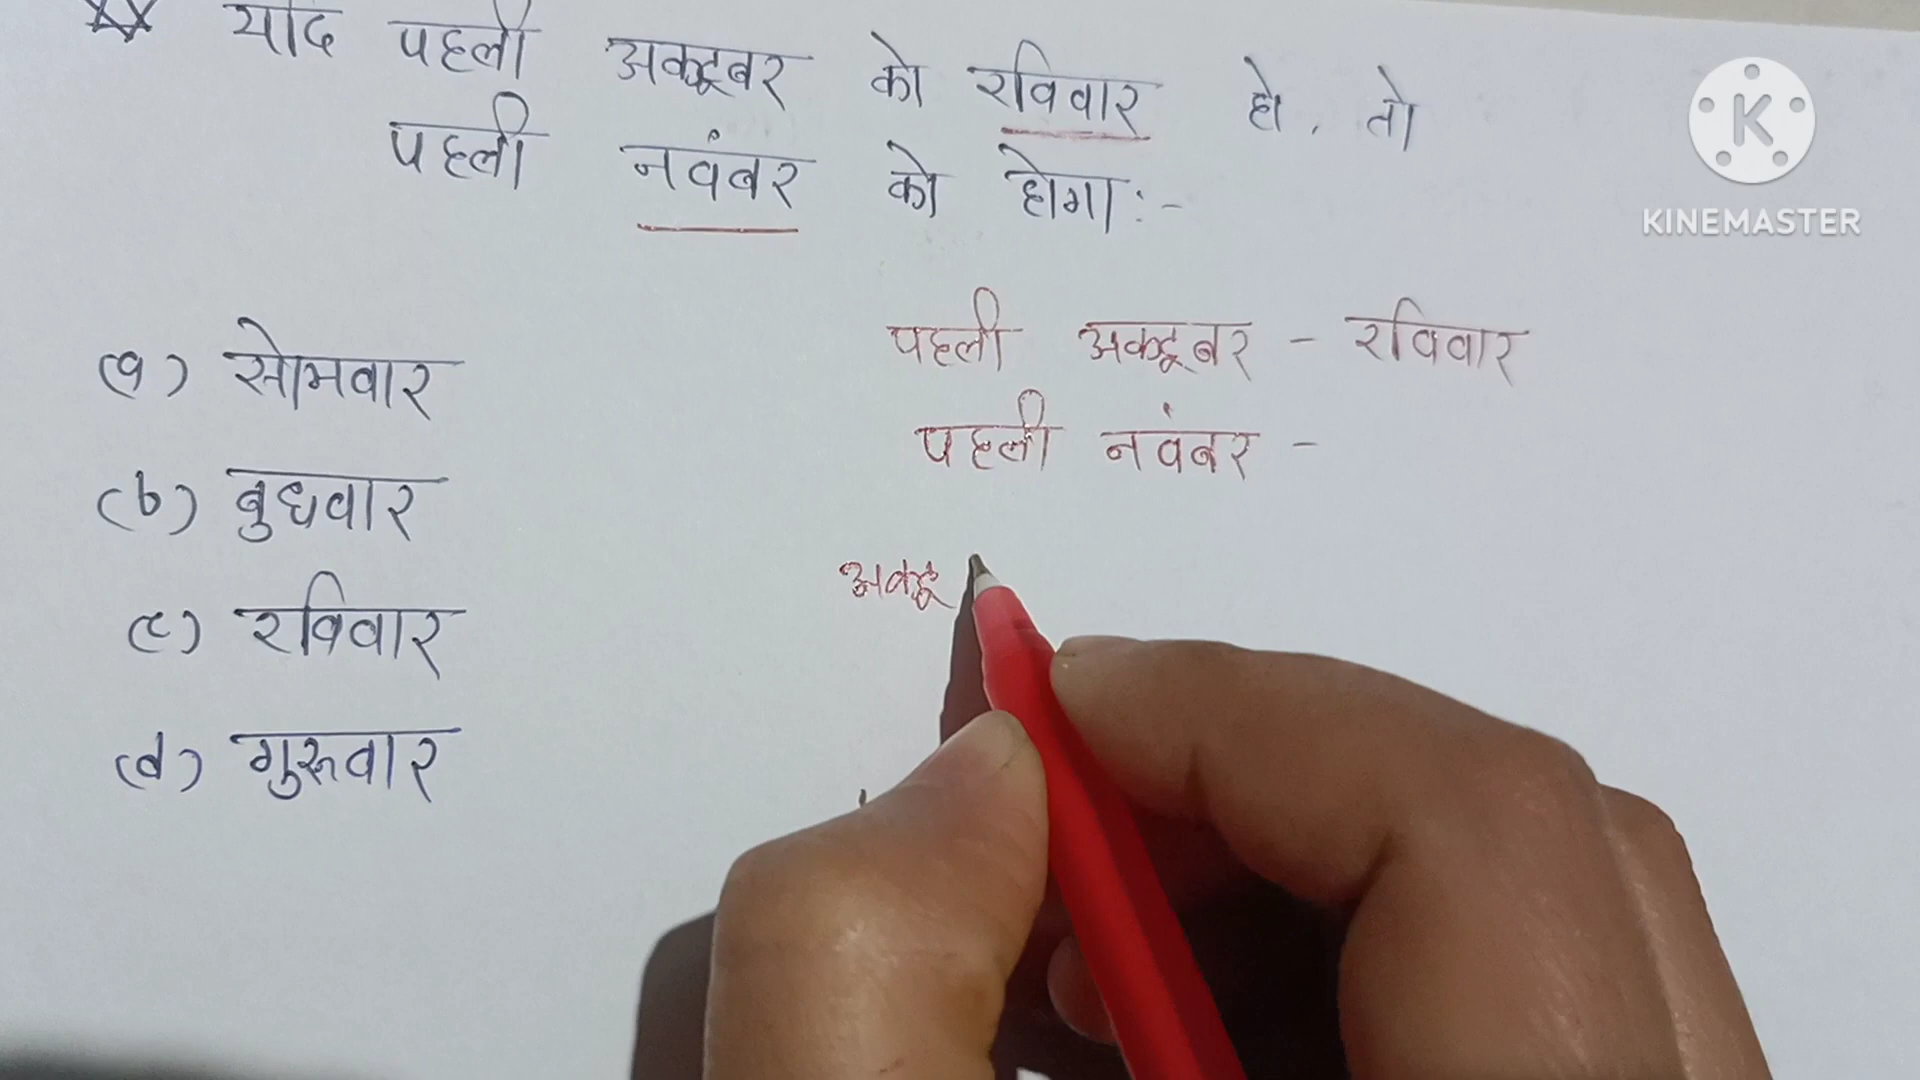 यदि पहली अक्टूबर को रविवार हो, तो
पहली नवंबर को होगा:-
KINEMASTER
(a) सोमवार
(b) बुधवार
(c) रविवार
(d) गुरूवार
पहली अक्टूबर - रविवार
पहली नवंबर -
अक्टू